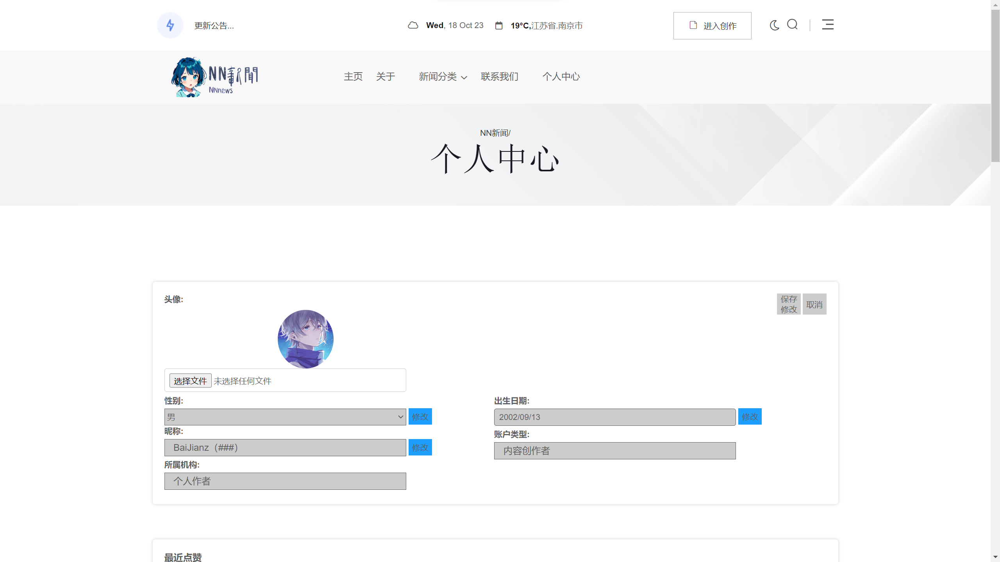 更新公告...
Wed, 18 Oct 23
19°C,江苏省.南京市
进入创作
NN新聞
NNnews
主页
关于
新闻分类
联系我们
个人中心
NN新闻/
个人中心
头像:
保存
修改
取消
选择文件 未选择任何文件
性别:
男
修改
出生日期:
2002/09/13
修改
昵称:
BaiJianz（###）
修改
账户类型:
内容创作者
所属机构:
个人作者
最近点赞